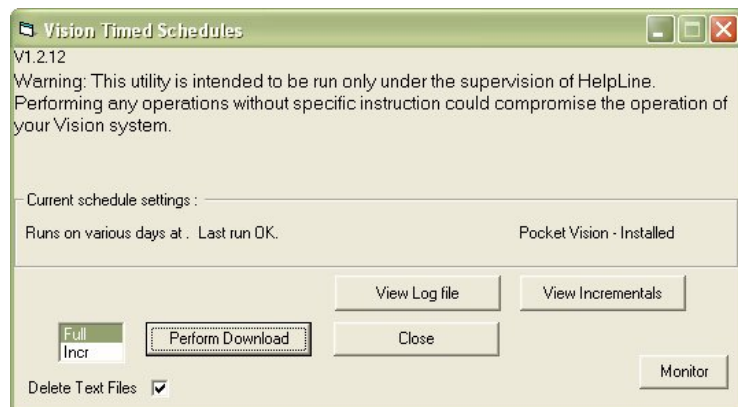 Vision Timed Schedules
V1.2.12
Warning: This utility is intended to be run only under the supervision of HelpLine.
Performing any operations without specific instruction could compromise the operation of
your Vision system.
Current schedule settings :
Runs on various days at . Last run OK.
Pocket Vision - Installed
View Log file
View Incrementals
Full
Incr
Perform Download
Close
Monitor
Delete Text Files